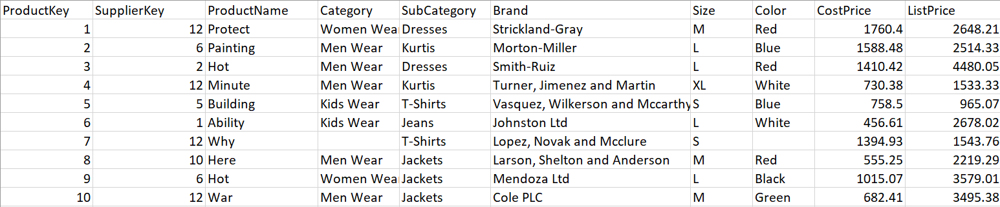 ProductKey SupplierKey ProductName Category SubCategory Brand Size Color CostPrice ListPrice
1 12 Protect Women Wea Dresses Strickland-Gray M Red 1760.4 2648.21
2 6 Painting Men Wear Kurtis Morton-Miller L Blue 1588.48 2514.33
3 2 Hot Men Wear Dresses Smith-Ruiz L Red 1410.42 4480.05
4 12 Minute Men Wear Kurtis Turner, Jimenez and Martin XL White 730.38 1533.33
5 5 Building Kids Wear T-Shirts Vasquez, Wilkerson and Mccarthy S Blue 758.5 965.07
6 1 Ability Kids Wear Jeans Johnston Ltd L White 456.61 2678.02
7 12 Why T-Shirts Lopez, Novak and Mcclure S 1394.93 1543.76
8 10 Here Men Wear Jackets Larson, Shelton and Anderson M Red 555.25 2219.29
9 6 Hot Women Wea Jackets Mendoza Ltd L Black 1015.07 3579.01
10 12 War Men Wear Jackets Cole PLC M Green 682.41 3495.38